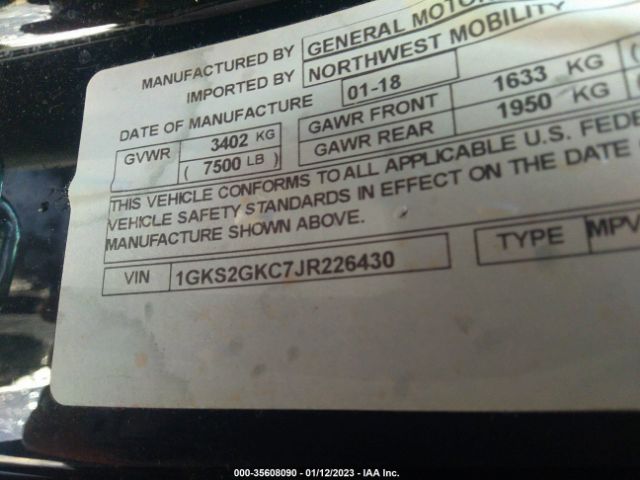 MANUFACTURED BY GENERAL MOTOR
IMPORTED BY NORTHWEST MOBILITY
DATE OF MANUFACTURE 01-18
GVWR 3402 KG
( 7500 LB )
GAWR FRONT 1633 KG (
GAWR REAR 1950 KG (
THIS VEHICLE CONFORMS TO ALL APPLICABLE U.S. FEDE
VEHICLE SAFETY STANDARDS IN EFFECT ON THE DATE
MANUFACTURE SHOWN ABOVE.
VIN 1GKS2GKC7JR226430 TYPE MPV
000-35608090 - 01/12/2023 - IAA Inc.